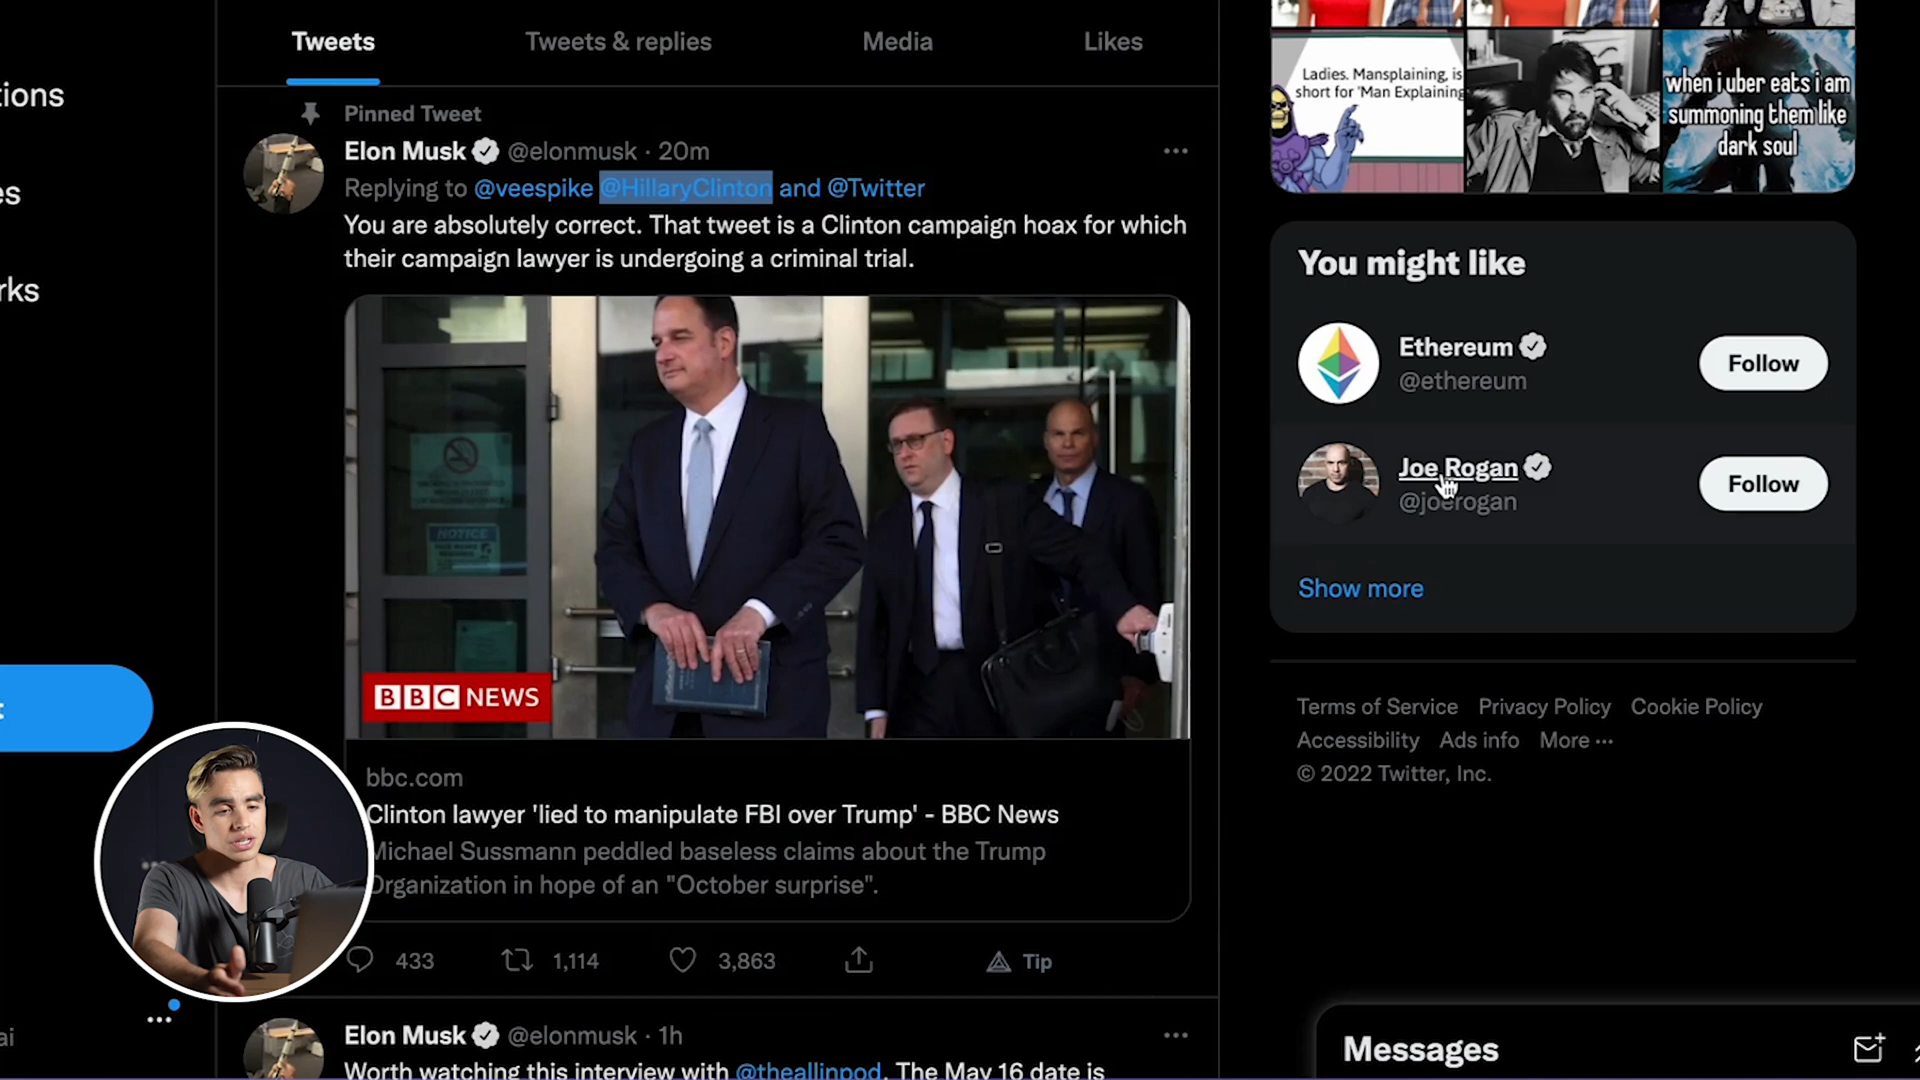 Tweets
Tweets & replies
Media
Likes
ions
es
rks
Pinned Tweet
Elon Musk @elonmusk · 20m
Replying to @veespike @HillaryClinton and @Twitter
You are absolutely correct. That tweet is a Clinton campaign hoax for which
their campaign lawyer is undergoing a criminal trial.
NOTICE
BBC NEWS
bbc.com
Clinton lawyer 'lied to manipulate FBI over Trump' - BBC News
Michael Sussmann peddled baseless claims about the Trump
Organization in hope of an "October surprise".
433
1,114
3,863
Tip
Elon Musk @elonmusk · 1h
Worth watching this interview with @theallinpod. The May 16 date is
ai
Ladies. Mansplaining, is
short for 'Man Explaining
when i uber eats i am
summoning them like
dark soul
You might like
Ethereum
@ethereum
Follow
Joe Rogan
@joerogan
Follow
Show more
Terms of Service Privacy Policy Cookie Policy
Accessibility Ads info More ···
© 2022 Twitter, Inc.
Messages